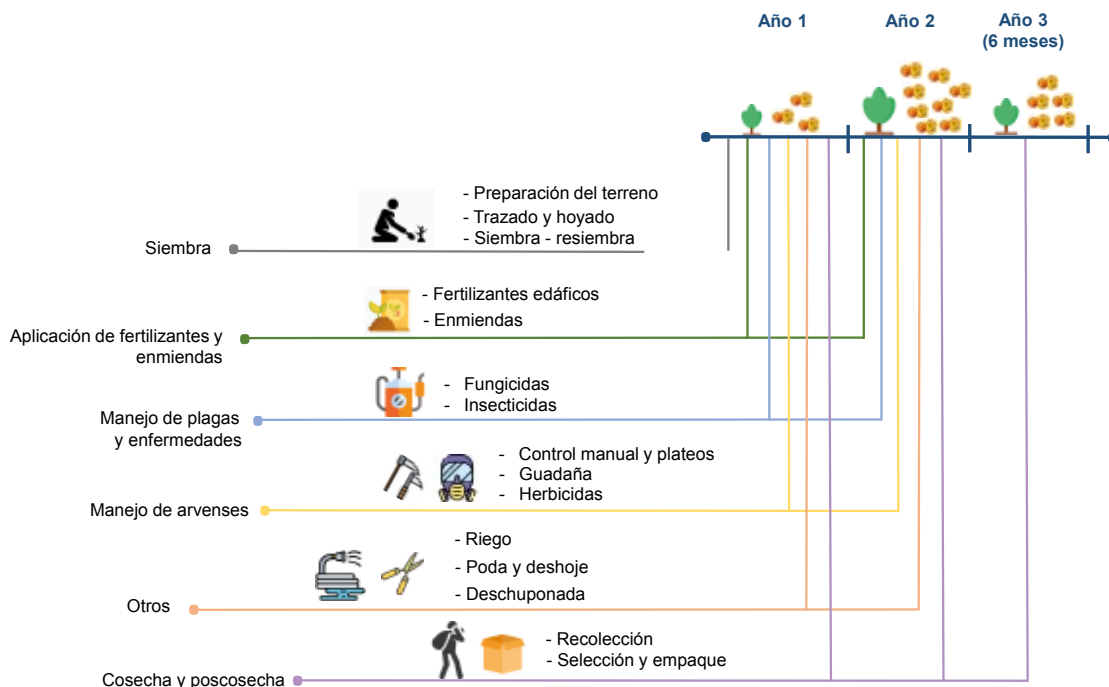 Año 1
Año 2
Año 3
(6 meses)
- Preparación del terreno
- Trazado y hoyado
- Siembra - resiembra
Siembra
- Fertilizantes edáficos
- Enmiendas
Aplicación de fertilizantes y
enmiendas
- Fungicidas
- Insecticidas
Manejo de plagas
y enfermedades
- Control manual y plateos
- Guadaña
- Herbicidas
Manejo de arvenses
- Riego
- Poda y deshoje
- Deschuponada
Otros
- Recolección
- Selección y empaque
Cosecha y poscosecha